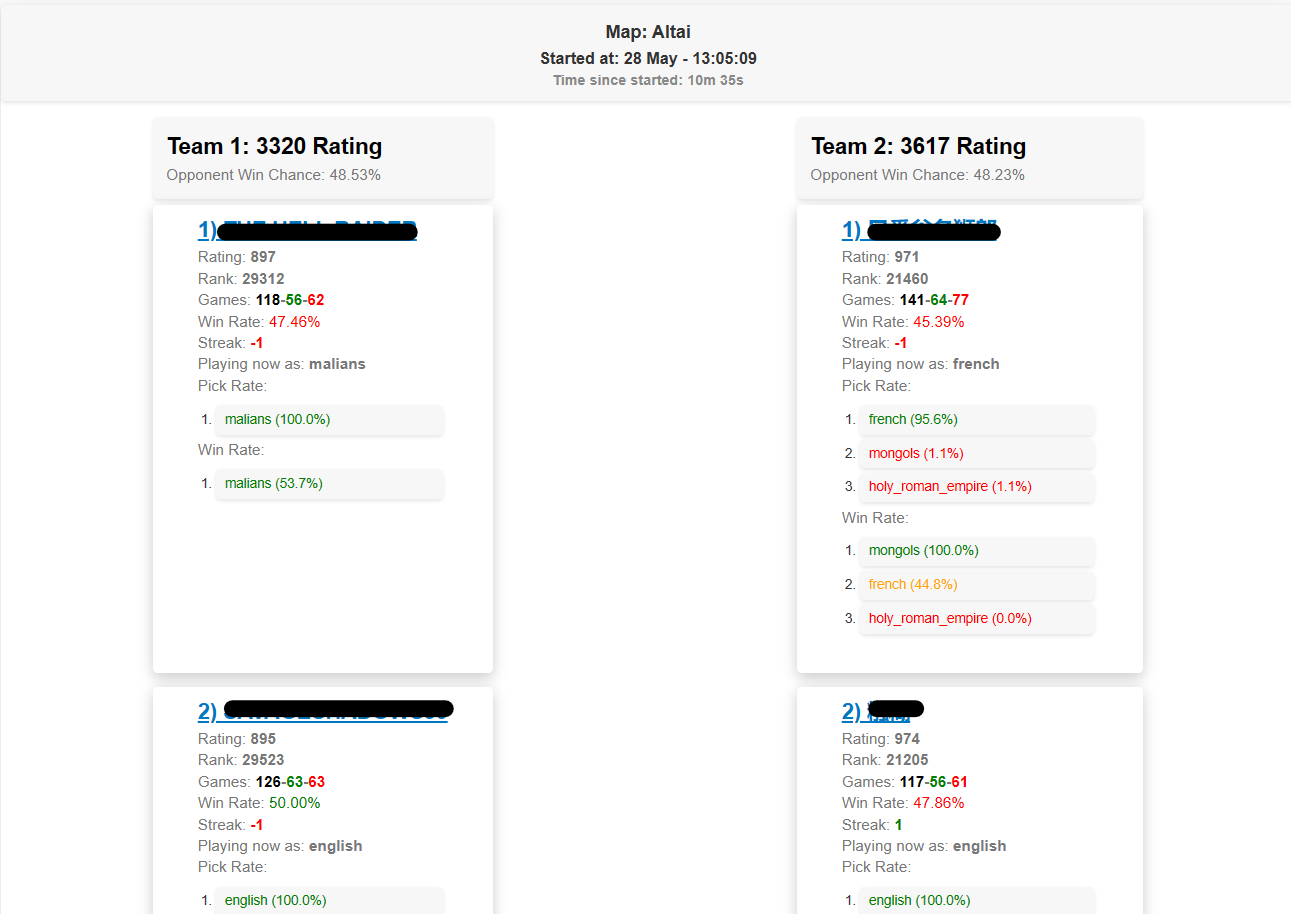 Map: Altai
Started at: 28 May - 13:05:09
Time since started: 10m 35s
Team 1: 3320 Rating
Opponent Win Chance: 48.53%
1)
Rating: 897
Rank: 29312
Games: 118-56-62
Win Rate: 47.46%
Streak: -1
Playing now as: malians
Pick Rate:
1. malians (100.0%)
Win Rate:
1. malians (53.7%)
2)
Rating: 895
Rank: 29523
Games: 126-63-63
Win Rate: 50.00%
Streak: -1
Playing now as: english
Pick Rate:
1. english (100.0%)
Team 2: 3617 Rating
Opponent Win Chance: 48.23%
1)
Rating: 971
Rank: 21460
Games: 141-64-77
Win Rate: 45.39%
Streak: -1
Playing now as: french
Pick Rate:
1. french (95.6%)
2. mongols (1.1%)
3. holy_roman_empire (1.1%)
Win Rate:
1. mongols (100.0%)
2. french (44.8%)
3. holy_roman_empire (0.0%)
2)
Rating: 974
Rank: 21205
Games: 117-56-61
Win Rate: 47.86%
Streak: 1
Playing now as: english
Pick Rate:
1. english (100.0%)